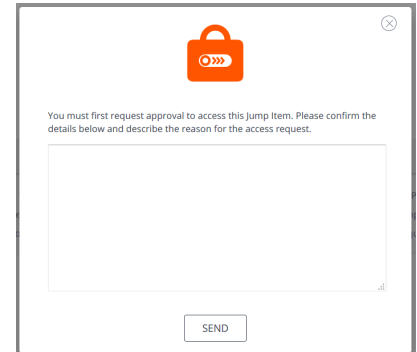 You must first request approval to access this Jump Item. Please confirm the
details below and describe the reason for the access request.
SEND